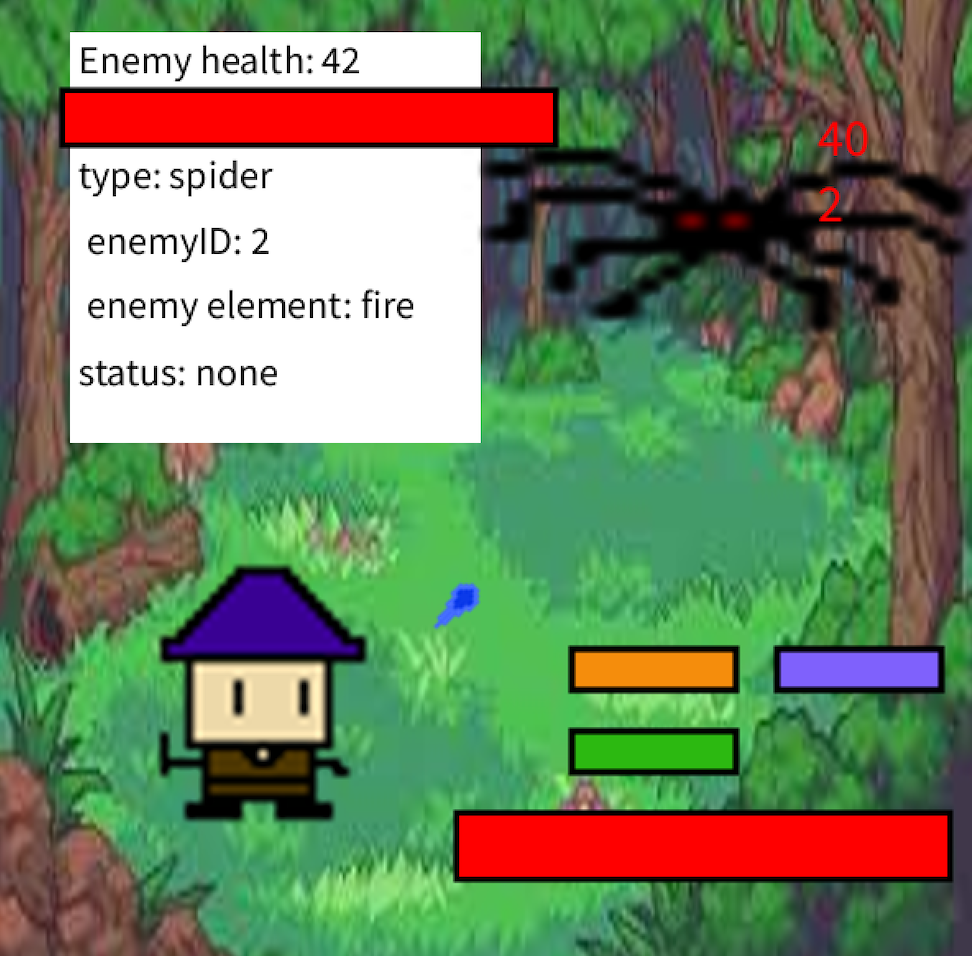 Enemy health: 42
type: spider
enemyID: 2
enemy element: fire
status: none
40
2